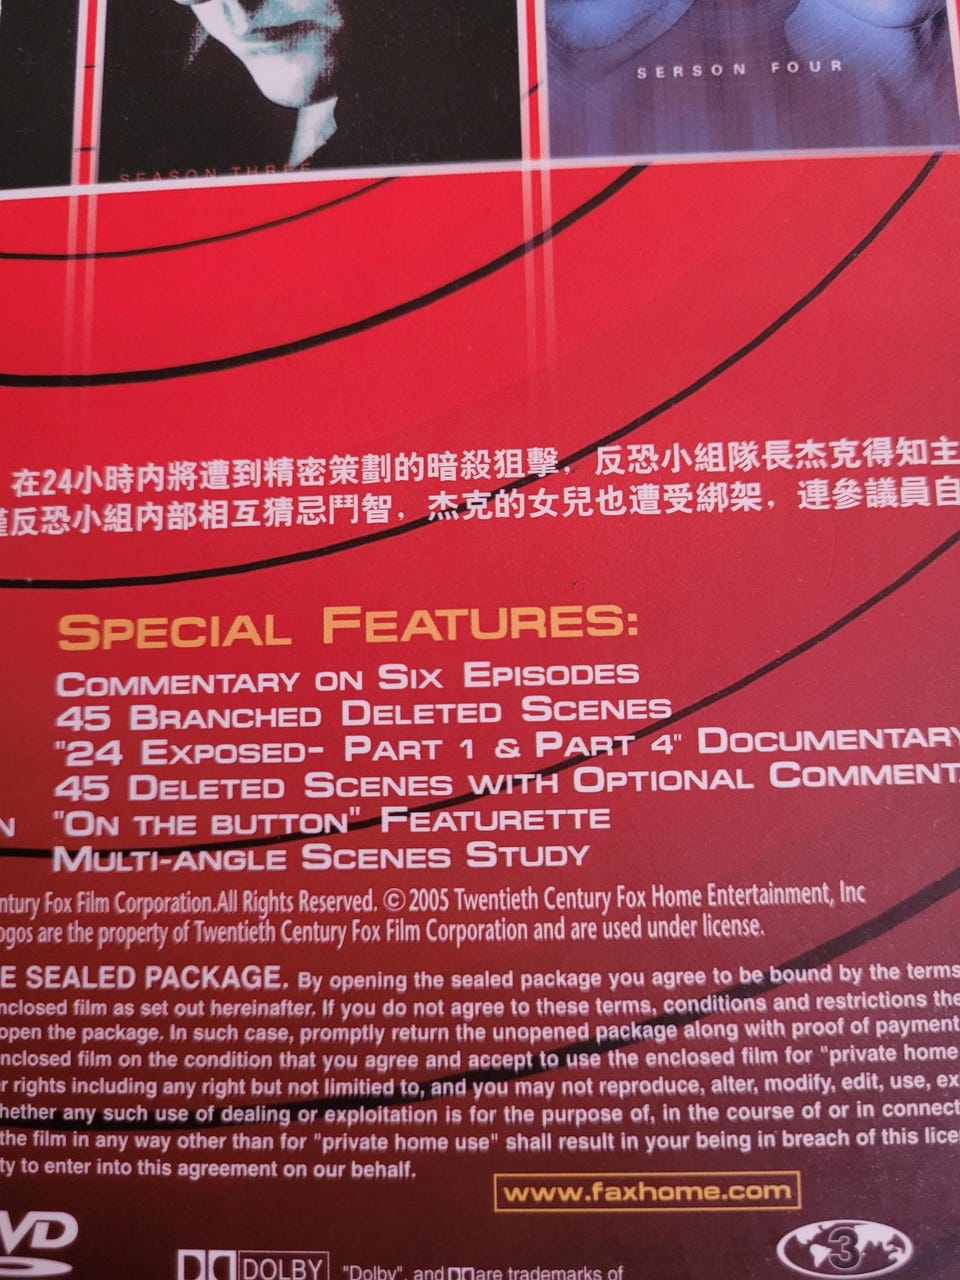 SERSON FOUR
SEASON THREE
在24小時內將遭到精密策劃的暗殺狙擊，反恐小組隊長杰克得知主
反恐小組內部相互猜忌鬥智，杰克的女兒也遭受綁架，連參議員自
SPECIAL FEATURES:
COMMENTARY ON SIX EPISODES
45 BRANCHED DELETED SCENES
"24 EXPOSED- PART 1 & PART 4" DOCUMENTARY
45 DELETED SCENES WITH OPTIONAL COMMENT
N "ON THE BUTTON" FEATURETTE
MULTI-ANGLE SCENES STUDY
ntury Fox Film Corporation.All Rights Reserved. © 2005 Twentieth Century Fox Home Entertainment, Inc
ogos are the property of Twentieth Century Fox Film Corporation and are used under license.
E SEALED PACKAGE. By opening the sealed package you agree to be bound by the terms
nclosed film as set out hereinafter. If you do not agree to these terms, conditions and restrictions the
open the package. In such case, promptly return the unopened package along with proof of payment
nclosed film on the condition that you agree and accept to use the enclosed film for "private home
r rights including any right but not limitied to, and you may not reproduce, alter, modify, edit, use, ex
hether any such use of dealing or exploitation is for the purpose of, in the course of or in connect
the film in any way other than for "private home use" shall result in your being in breach of this lice
ty to enter into this agreement on our behalf.
www.faxhome.com
VD
3
DOLBY
"Dolby", and are trademarks of